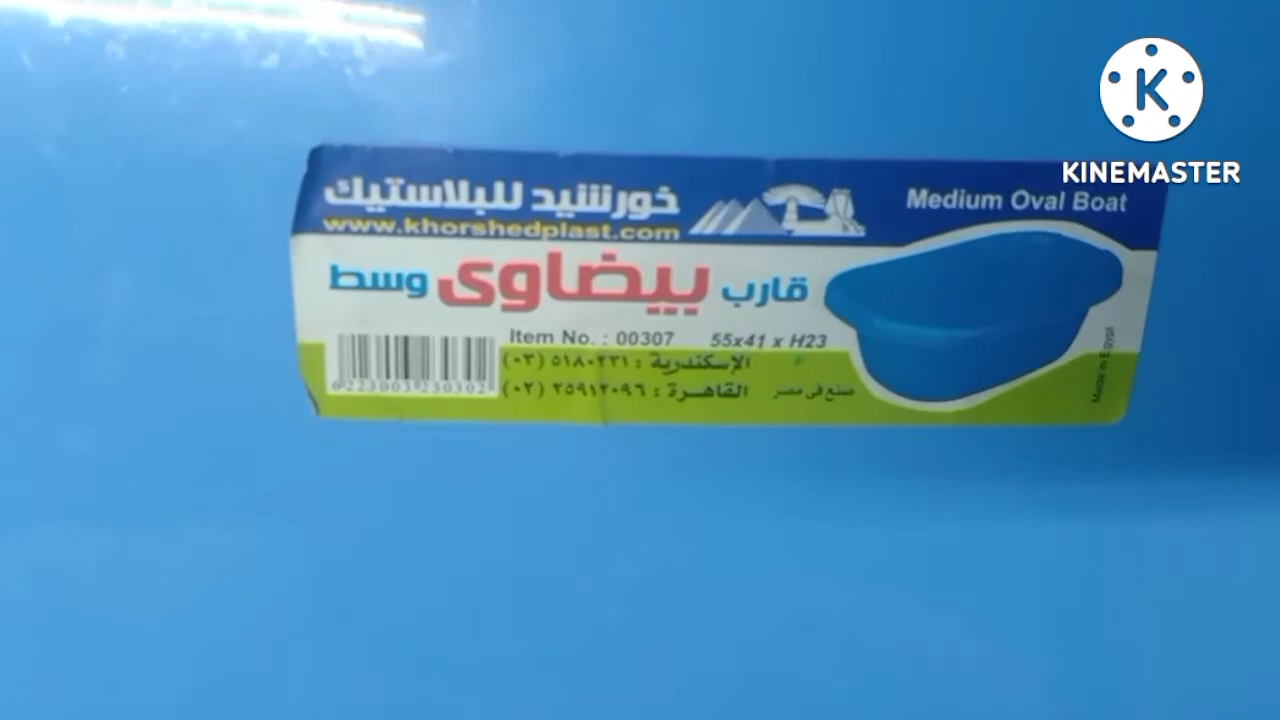 KINEMASTER
خورشيد للبلاستيك
www.khorshedplast.com
Medium Oval Boat
قارب بيضاوى وسط
Item No. : 00307 55x41 x H23
الإسكندرية : ٥١٨٠٢٣١ (٠٣)
القاهرة : ٢٥٩١٢٠٩٦ (٠٢)
صنع فى مصر
6223003230302
Made in Egypt